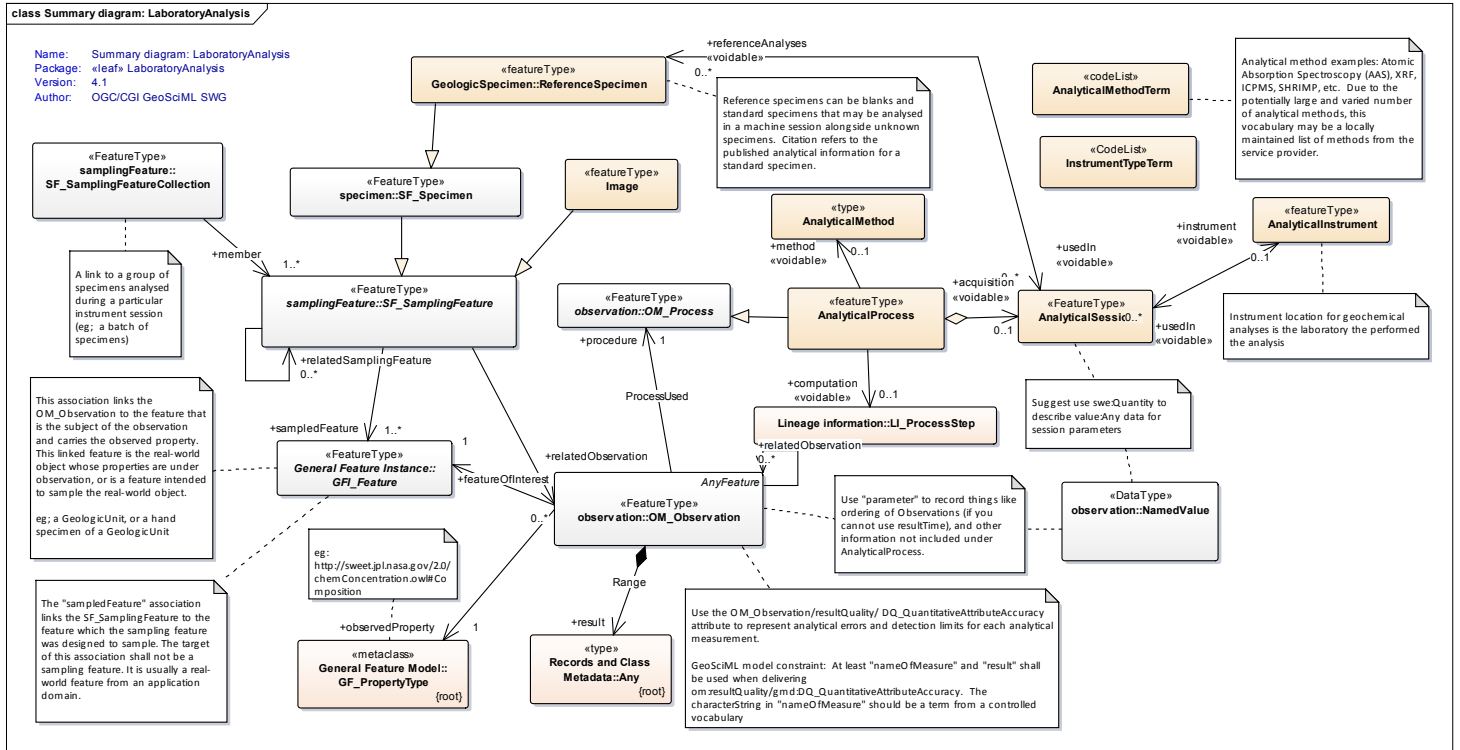 class Summary diagram: LaboratoryAnalysis
Name: Summary diagram: LaboratoryAnalysis
Package: «leaf» LaboratoryAnalysis
Version: 4.1
Author: OGC/CGI GeoSciML SWG
«featureType»
GeologicSpecimen::ReferenceSpecimen
+referenceAnalyses
«voidable»
0..*
Reference specimens can be blanks and
standard specimens that may be analysed
in a machine session alongside unknown
specimens. Citation refers to the
published analytical information for a
standard specimen.
«codeList»
AnalyticalMethodTerm
Analytical method examples: Atomic
Absorption Spectroscopy (AAS), XRF,
ICPMS, SHRIMP, etc. Due to the
potentially large and varied number
of analytical methods, this
vocabulary may be a locally
maintained list of methods from the
service provider.
«CodeList»
InstrumentTypeTerm
«FeatureType»
samplingFeature::
SF_SamplingFeatureCollection
«FeatureType»
specimen::SF_Specimen
«featureType»
Image
«type»
AnalyticalMethod
+method
«voidable»
0..1
+instrument
«voidable»
0..1
«featureType»
AnalyticalInstrument
+member
1..*
A link to a group of
specimens analysed
during a particular
instrument session
(eg; a batch of
specimens)
«FeatureType»
samplingFeature::SF_SamplingFeature
+relatedSamplingFeature
0..*
«FeatureType»
observation::OM_Process
+procedure
1
ProcessUsed
«featureType»
AnalyticalProcess
+acquisition
«voidable»
0..1
+usedIn
«voidable»
0..*
«FeatureType»
AnalyticalSessic
0..*
+usedIn
«voidable»
Instrument location for geochemical
analyses is the laboratory the performed
the analysis
+computation
«voidable»
0..1
Lineage information::LI_ProcessStep
Suggest use swe:Quantity to
describe value:Any data for
session parameters
This association links the
OM_Observation to the feature that
is the subject of the observation
and carries the observed property.
This linked feature is the real-world
object whose properties are under
observation, or is a feature intended
to sample the real-world object.
eg; a GeologicUnit, or a hand
specimen of a GeologicUnit
+sampledFeature
1..*
«FeatureType»
General Feature Instance::
GFI_Feature
1
+featureOfInterest
+relatedObservation
0..*
+relatedObservation
0..*
AnyFeature
«FeatureType»
observation::OM_Observation
Use "parameter" to record things like
ordering of Observations (if you
cannot use resultTime), and other
information not included under
AnalyticalProcess.
«DataType»
observation::NamedValue
eg:
http://sweet.jpl.nasa.gov/2.0/
chemConcentration.owl#Co
mposition
The "sampledFeature" association
links the SF_SamplingFeature to the
feature which the sampling feature
was designed to sample. The target
of this association shall not be a
sampling feature. It is usually a real-
world feature from an application
domain.
+observedProperty
1
«metaclass»
General Feature Model::
GF_PropertyType
{root}
Range
+result
«type»
Records and Class
Metadata::Any
{root}
Use the OM_Observation/resultQuality/ DQ_QuantitativeAttributeAccuracy
attribute to represent analytical errors and detection limits for each analytical
measurement.
GeoSciML model constraint: At least "nameOfMeasure" and "result" shall
be used when delivering
om:resultQuality/gmd:DQ_QuantitativeAttributeAccuracy. The
characterString in "nameOfMeasure" should be a term from a controlled
vocabulary